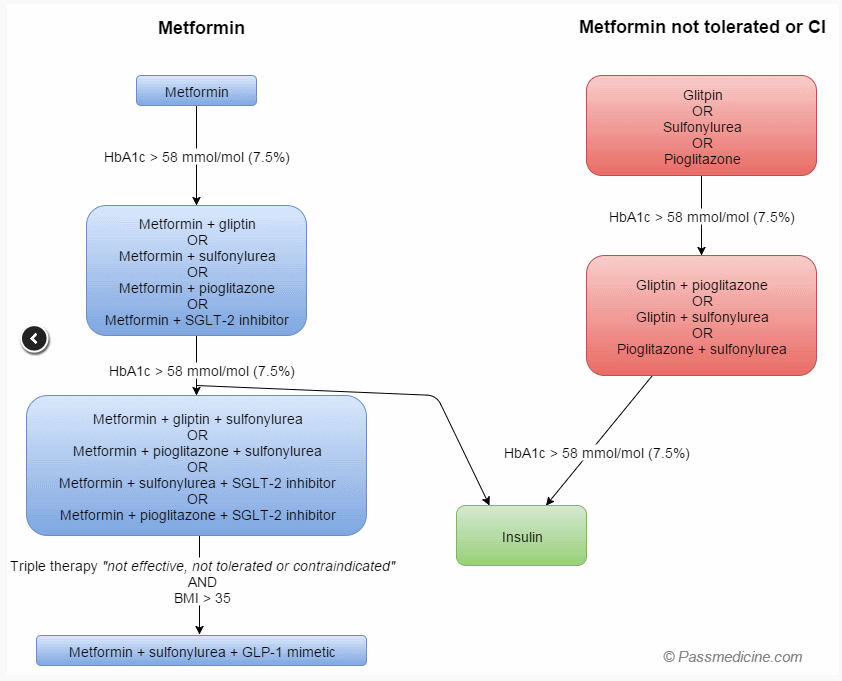 Metformin
Metformin
HbA1c > 58 mmol/mol (7.5%)
Metformin + gliptin
OR
Metformin + sulfonylurea
OR
Metformin + pioglitazone
OR
Metformin + SGLT-2 inhibitor
HbA1c > 58 mmol/mol (7.5%)
Metformin + gliptin + sulfonylurea
OR
Metformin + pioglitazone + sulfonylurea
OR
Metformin + sulfonylurea + SGLT-2 inhibitor
OR
Metformin + pioglitazone + SGLT-2 inhibitor
Triple therapy "not effective, not tolerated or contraindicated"
AND
BMI > 35
Metformin + sulfonylurea + GLP-1 mimetic
Metformin not tolerated or CI
Glitpin
OR
Sulfonylurea
OR
Pioglitazone
HbA1c > 58 mmol/mol (7.5%)
Gliptin + pioglitazone
OR
Gliptin + sulfonylurea
OR
Pioglitazone + sulfonylurea
HbA1c > 58 mmol/mol (7.5%)
Insulin
© Passmedicine.com